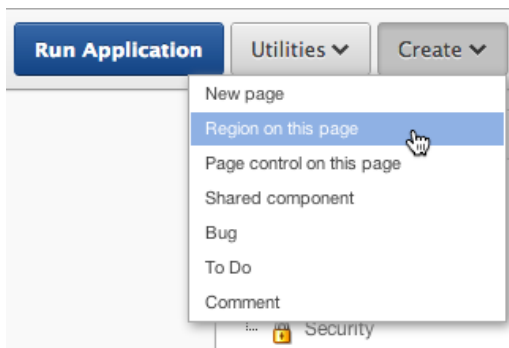 Run Application
Utilities
Create
New page
Region on this page
Page control on this page
Shared component
Bug
To Do
Comment
Security